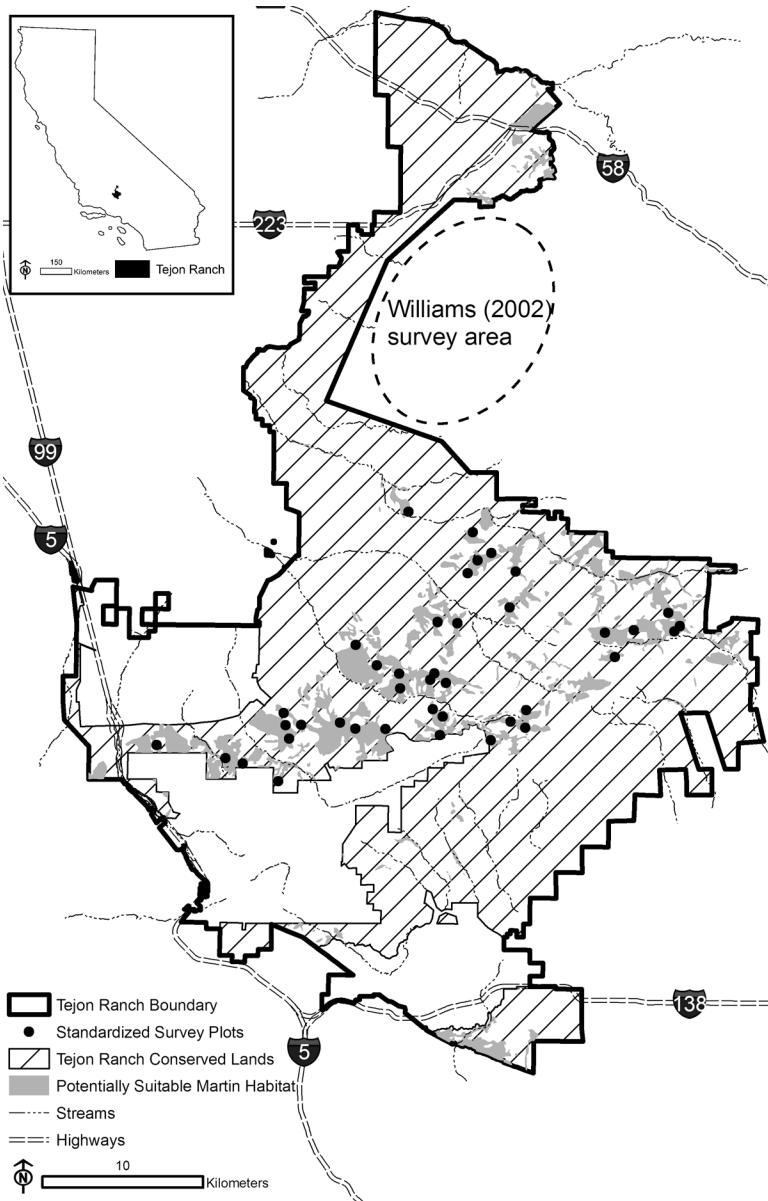 58
223
N
150
Kilometers
Tejon Ranch
Williams (2002)
survey area
99
5
Tejon Ranch Boundary
Standardized Survey Plots
Tejon Ranch Conserved Lands
Potentially Suitable Martin Habitat
Streams
Highways
138
5
N
10
Kilometers